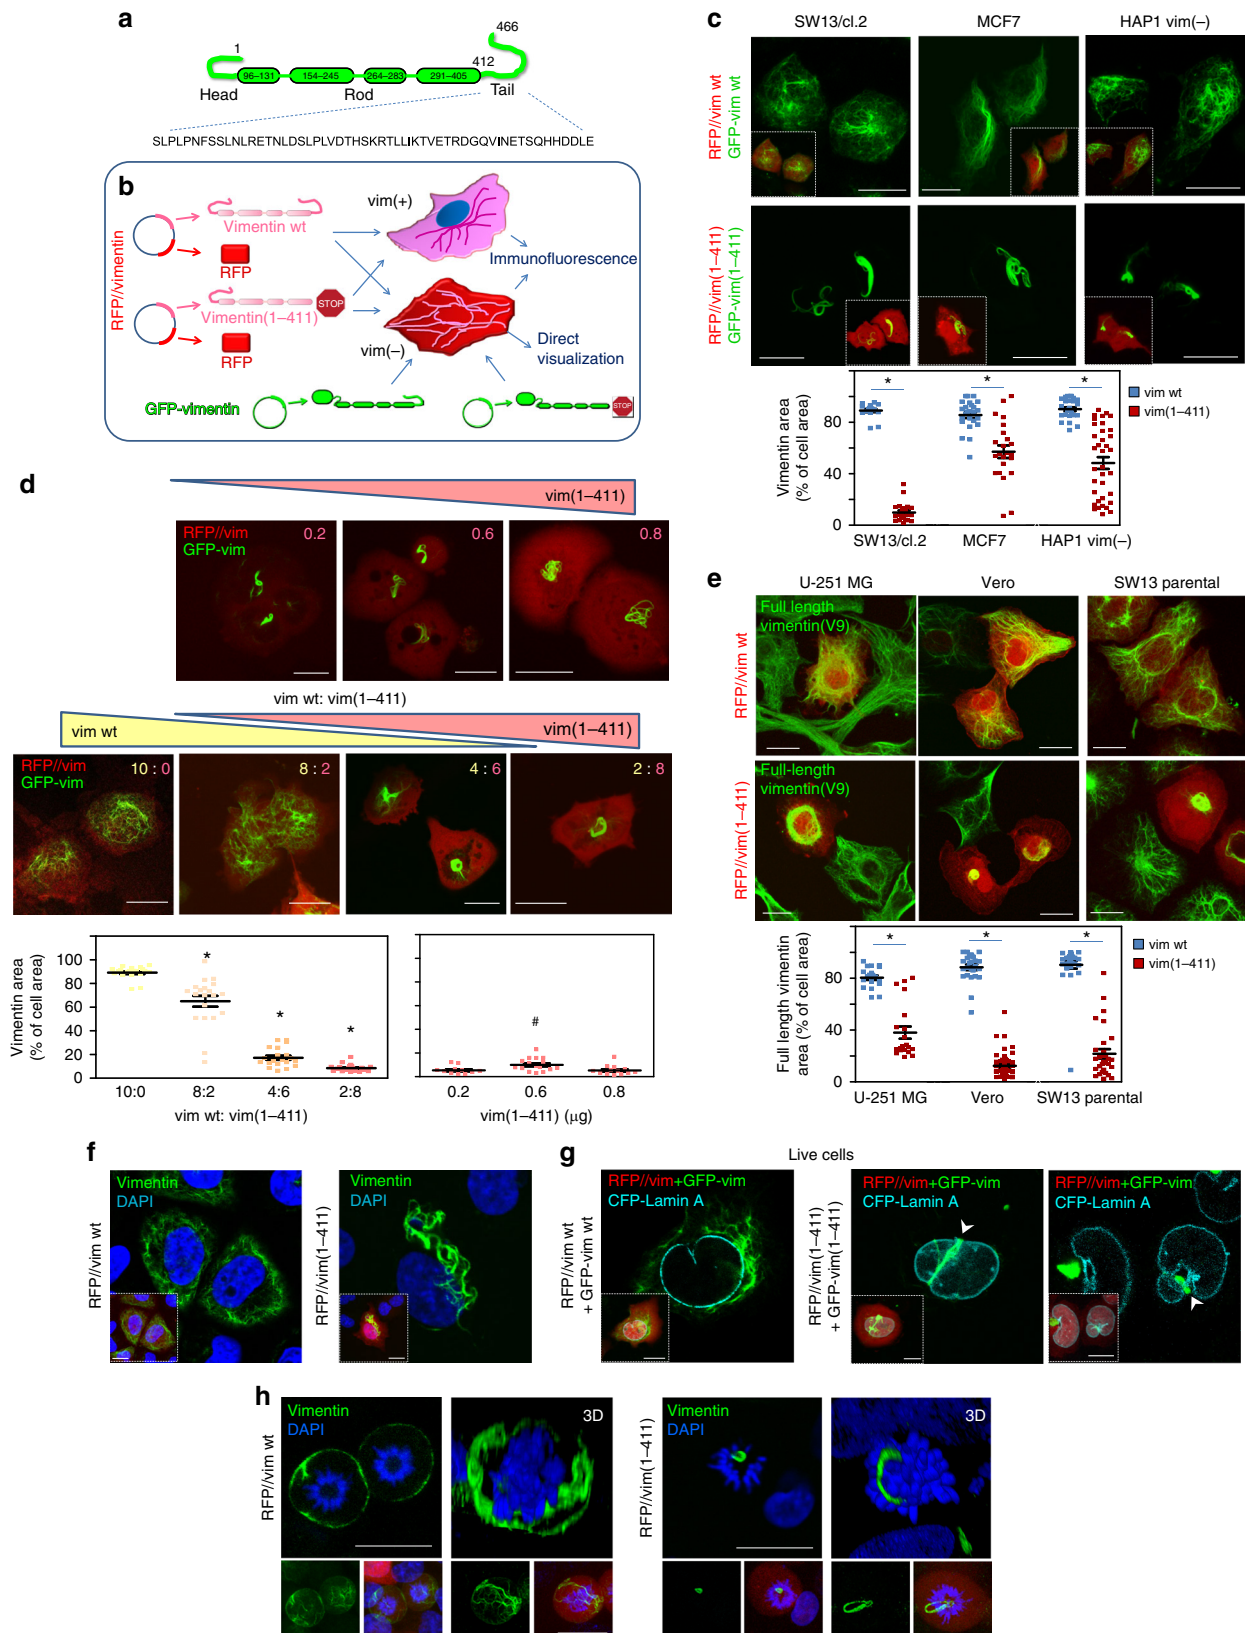 a
1
466
412
96–131
154–245
264–283
291–405
Head
Rod
Tail
SLPLPNFSSLNLRETNLDSLPLVDTHSKRTLLIKTVETRDGQVINETSQHHDDLE
b
RFP//vimentin
Vimentin wt
RFP
Vimentin(1–411)
STOP
RFP
vim(+)
vim(–)
Immunofluorescence
Direct
visualization
GFP-vimentin
STOP
c
SW13/cl.2
MCF7
HAP1 vim(–)
RFP//vim wt
GFP-vim wt
RFP//vim(1–411)
GFP-vim(1–411)
Vimentin area
(% of cell area)
80
40
0
*
*
*
vim wt
vim(1–411)
SW13/cl.2
MCF7
HAP1 vim(–)
d
vim(1–411)
RFP//vim
GFP-vim
0.2
0.6
0.8
vim wt: vim(1–411)
vim wt
vim(1–411)
RFP//vim
GFP-vim
10 : 0
8 : 2
4 : 6
2 : 8
Vimentin area
(% of cell area)
100
80
60
40
20
0
*
*
*
#
10:0
8:2
4:6
2:8
vim wt: vim(1–411)
0.2
0.6
0.8
vim(1–411) (μg)
e
U-251 MG
Vero
SW13 parental
RFP//vim wt
Full length
vimentin(V9)
RFP//vim(1–411)
Full-length
vimentin(V9)
Full length vimentin
area (% of cell area)
80
40
0
*
*
*
vim wt
vim(1–411)
U-251 MG
Vero
SW13 parental
f
RFP//vim wt
Vimentin
DAPI
RFP//vim(1–411)
Vimentin
DAPI
g
Live cells
RFP//vim wt
+ GFP-vim wt
RFP//vim+GFP-vim
CFP-Lamin A
RFP//vim(1–411)
+ GFP-vim(1–411)
RFP//vim+GFP-vim
CFP-Lamin A
RFP//vim+GFP-vim
CFP-Lamin A
h
RFP//vim wt
Vimentin
DAPI
3D
RFP//vim(1–411)
Vimentin
DAPI
3D